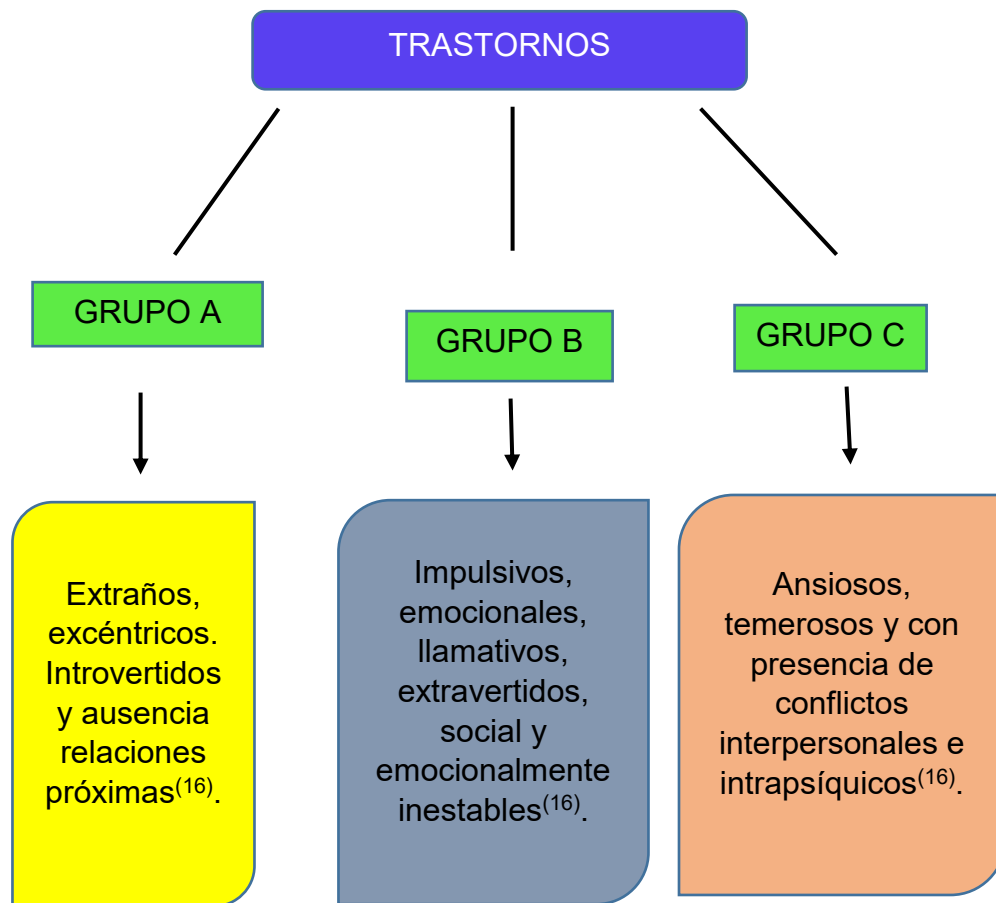 TRASTORNOS
GRUPO A
GRUPO B
GRUPO C
Extraños,
excéntricos.
Introvertidos
y ausencia
relaciones
próximas(16).
Impulsivos,
emocionales,
llamativos,
extravertidos,
social y
emocionalmente
inestables(16).
Ansiosos,
temerosos y con
presencia de
conflictos
interpersonales e
intrapsíquicos(16).